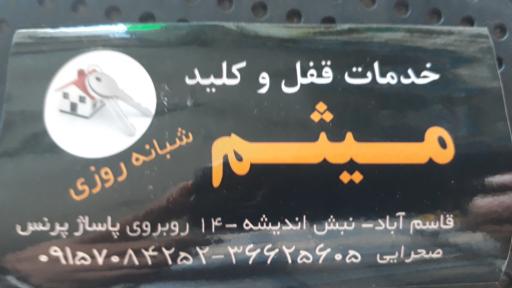 خدمات قفل و کلید
میثم
شبانه روزی
قاسم آباد- نبش اندیشه -۱۴ روبروی پاساژ پرنس
صحرایی ۳۶۶۲۵۶۰۵-۰۹۱۵۷۰۸۴۲۵۲